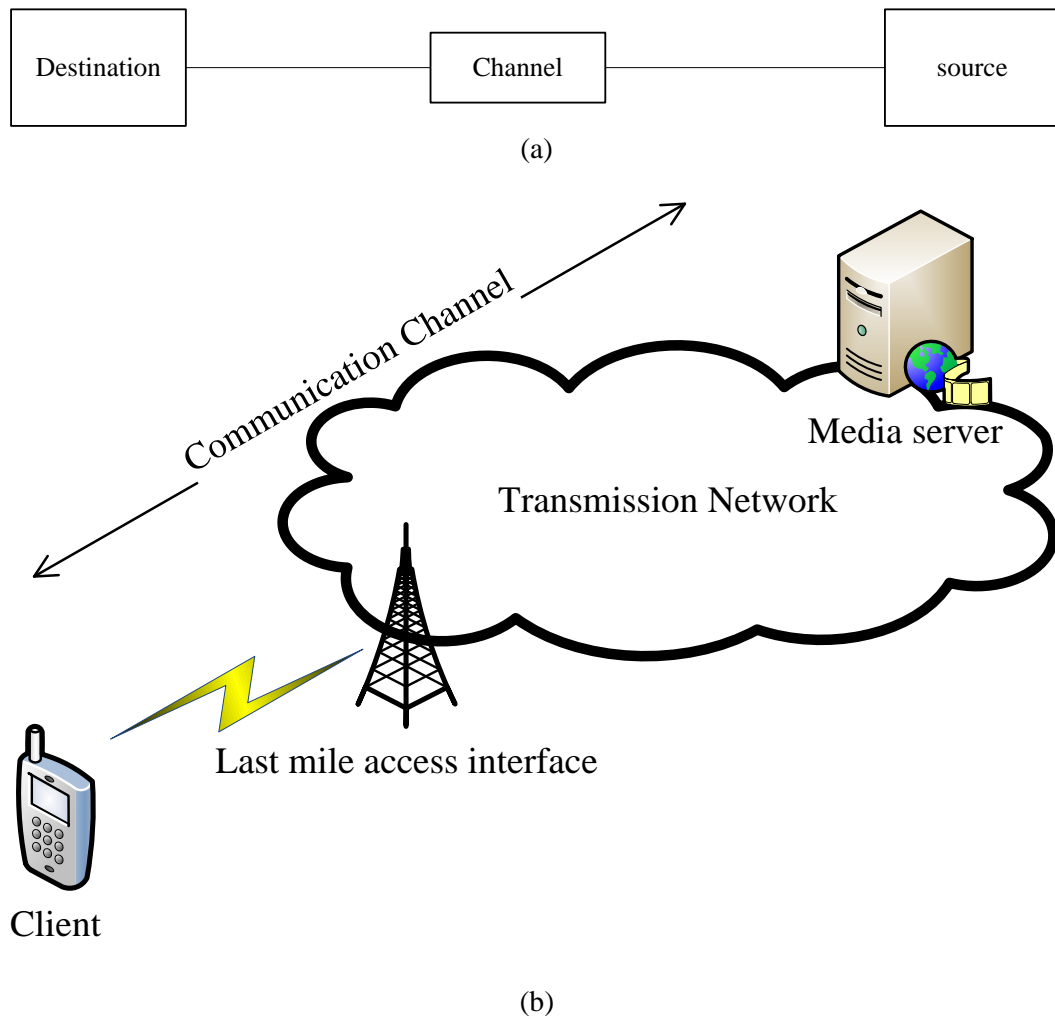 Destination
Channel
source
(a)
Communication Channel
Media server
Transmission Network
Last mile access interface
Client
(b)